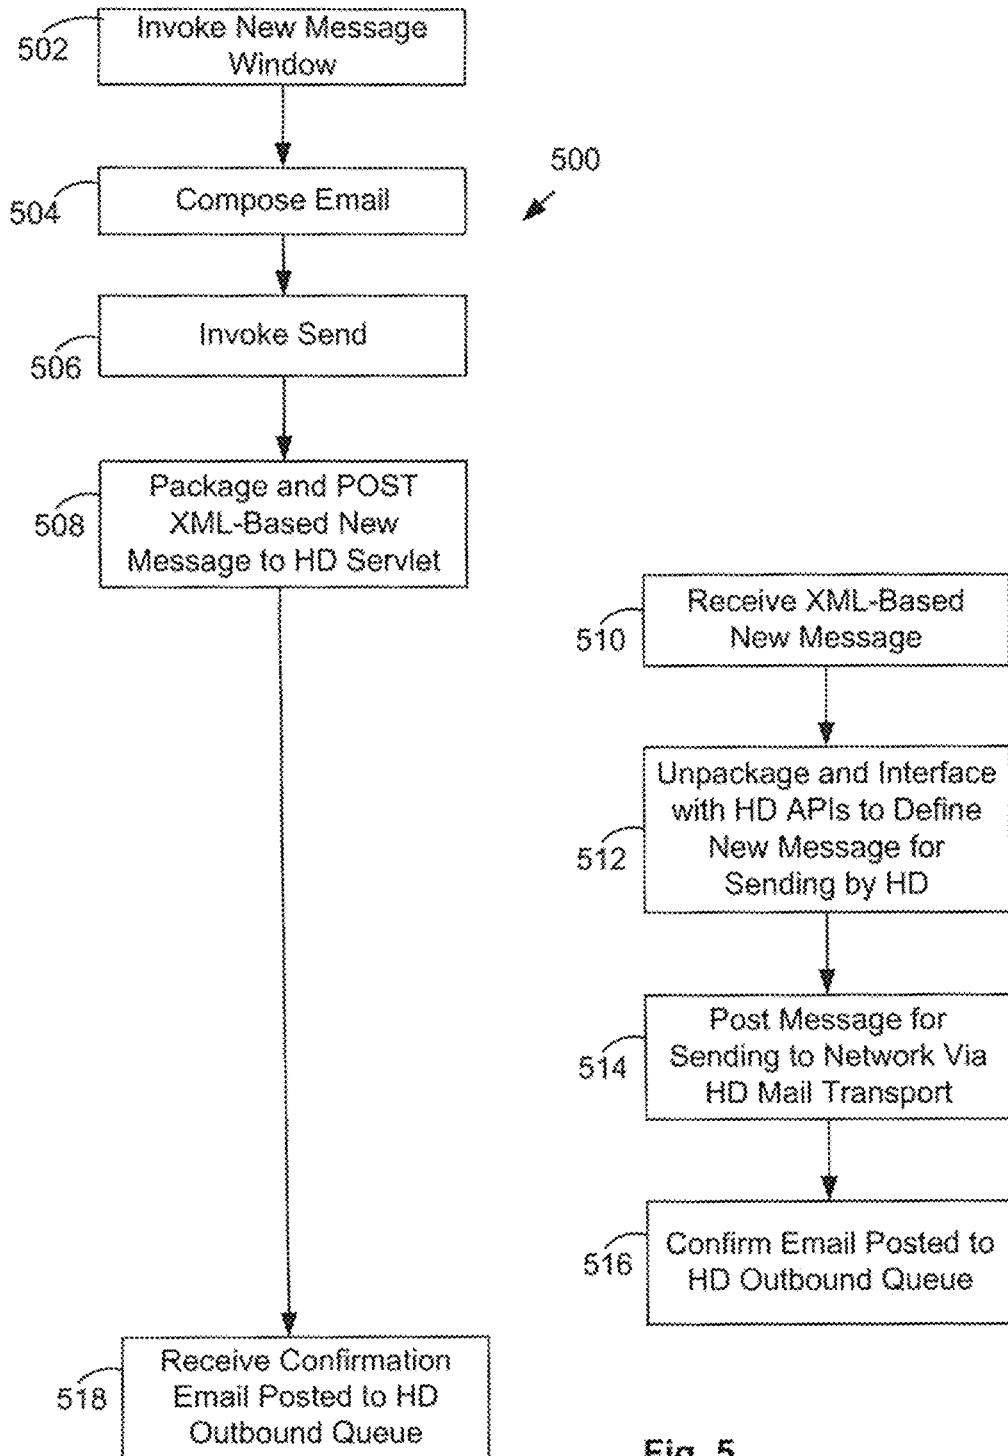 502
Invoke New Message
Window
500
504
Compose Email
506
Invoke Send
508
Package and POST
XML-Based New
Message to HD Servlet
510
Receive XML-Based
New Message
512
Unpackage and Interface
with HD APIs to Define
New Message for
Sending by HD
514
Post Message for
Sending to Network Via
HD Mail Transport
516
Confirm Email Posted to
HD Outbound Queue
518
Receive Confirmation
Email Posted to HD
Outbound Queue
Fig. 5